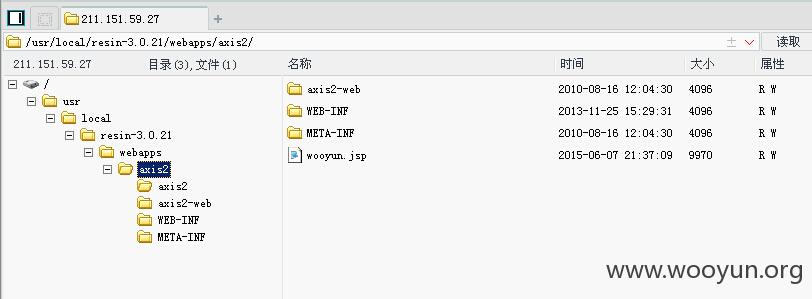 211.151.59.27
/usr/local/resin-3.0.21/webapps/axis2/ 读取
211.151.59.27 目录(3),文件(1) 名称 时间 大小 属性
/
usr
local
resin-3.0.21
webapps
axis2
axis2
axis2-web
WEB-INF
META-INF
axis2-web 2010-08-16 12:04:30 4096 R W
WEB-INF 2013-11-25 15:29:31 4096 R W
META-INF 2010-08-16 12:04:30 4096 R W
wooyun.jsp 2015-06-07 21:37:09 9970 R W
www.wooyun.org